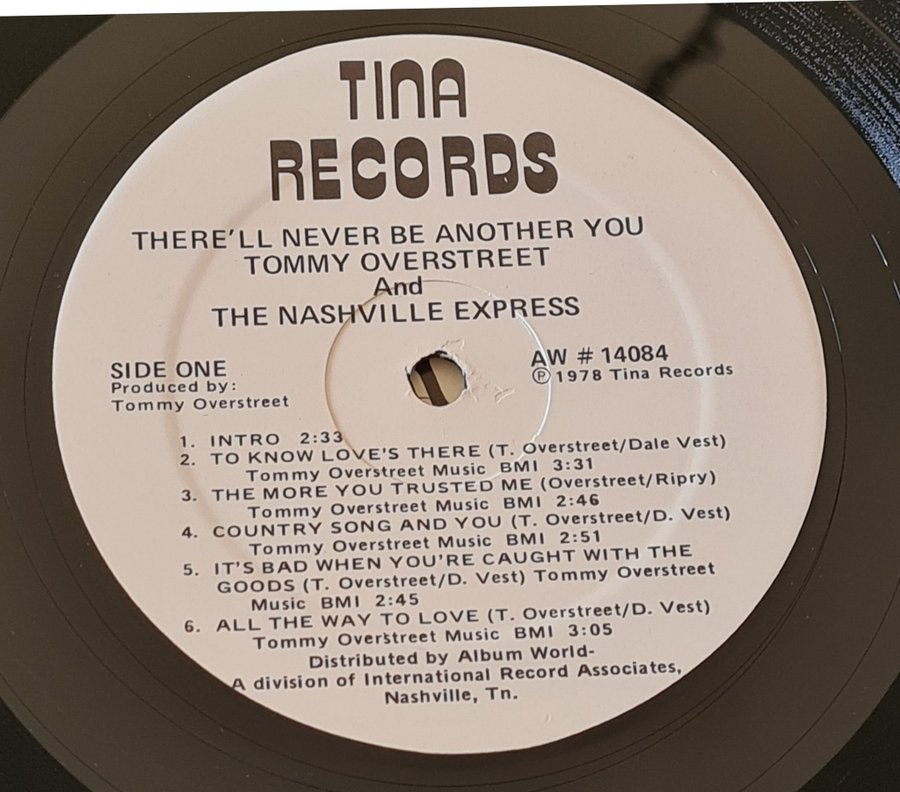 TINA
RECORDS
THERE'LL NEVER BE ANOTHER YOU
TOMMY OVERSTREET
And
THE NASHVILLE EXPRESS
SIDE ONE
Produced by:
Tommy Overstreet
AW # 14084
Ⓟ 1978 Tina Records
1. INTRO 2:33
2. TO KNOW LOVE'S THERE (T. Overstreet/Dale Vest)
Tommy Overstreet Music BMI 3:31
3. THE MORE YOU TRUSTED ME (Overstreet/Ripry)
Tommy Overstreet Music BMI 2:46
4. COUNTRY SONG AND YOU (T. Overstreet/D. Vest)
Tommy Overstreet Music BMI 2:51
5. IT'S BAD WHEN YOU'RE CAUGHT WITH THE
GOODS (T. Overstreet/D. Vest) Tommy Overstreet
Music BMI 2:45
6. ALL THE WAY TO LOVE (T. Overstreet/D. Vest)
Tommy Overstreet Music BMI 3:05
Distributed by Album World-
A division of International Record Associates,
Nashville, Tn.